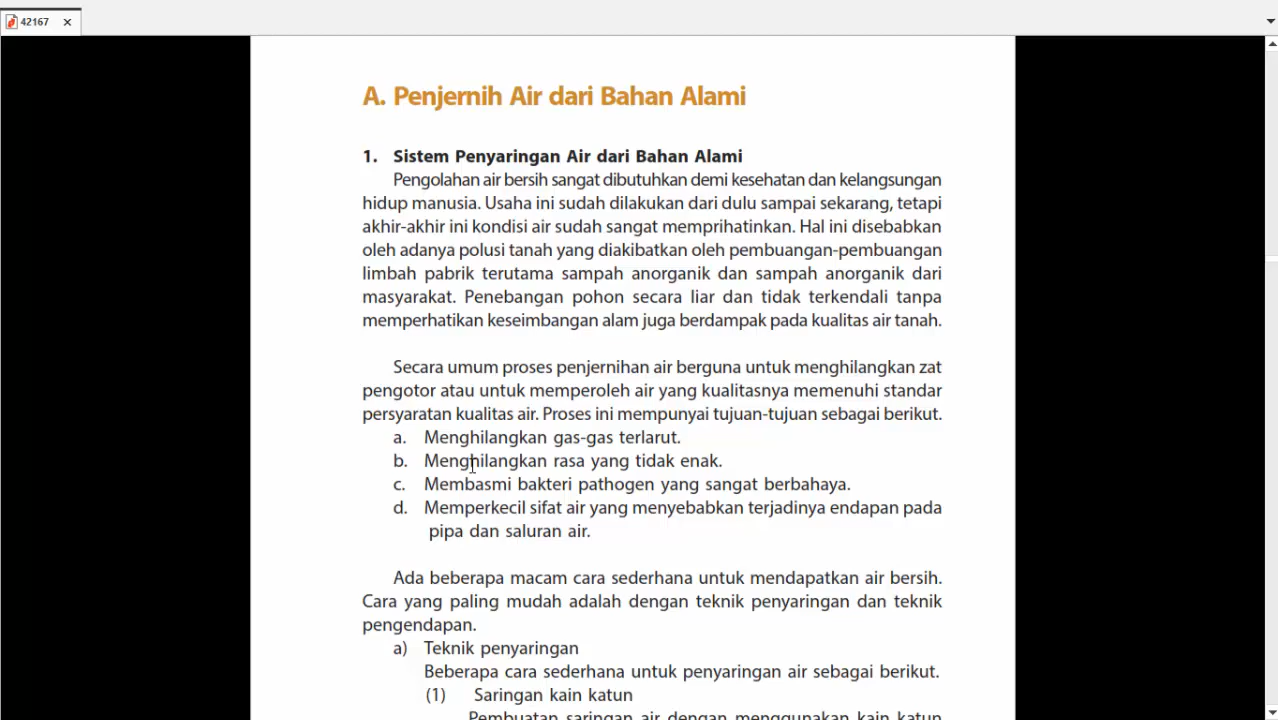 42167
A. Penjernih Air dari Bahan Alami
1. Sistem Penyaringan Air dari Bahan Alami
Pengolahan air bersih sangat dibutuhkan demi kesehatan dan kelangsungan
hidup manusia. Usaha ini sudah dilakukan dari dulu sampai sekarang, tetapi
akhir-akhir ini kondisi air sudah sangat memprihatinkan. Hal ini disebabkan
oleh adanya polusi tanah yang diakibatkan oleh pembuangan-pembuangan
limbah pabrik terutama sampah anorganik dan sampah anorganik dari
masyarakat. Penebangan pohon secara liar dan tidak terkendali tanpa
memperhatikan keseimbangan alam juga berdampak pada kualitas air tanah.
Secara umum proses penjernihan air berguna untuk menghilangkan zat
pengotor atau untuk memperoleh air yang kualitasnya memenuhi standar
persyaratan kualitas air. Proses ini mempunyai tujuan-tujuan sebagai berikut.
a. Menghilangkan gas-gas terlarut.
b. Menghilangkan rasa yang tidak enak.
c. Membasmi bakteri pathogen yang sangat berbahaya.
d. Memperkecil sifat air yang menyebabkan terjadinya endapan pada
pipa dan saluran air.
Ada beberapa macam cara sederhana untuk mendapatkan air bersih.
Cara yang paling mudah adalah dengan teknik penyaringan dan teknik
pengendapan.
a) Teknik penyaringan
Beberapa cara sederhana untuk penyaringan air sebagai berikut.
(1) Saringan kain katun
Pembuatan saringan air dengan menggunakan kain katun